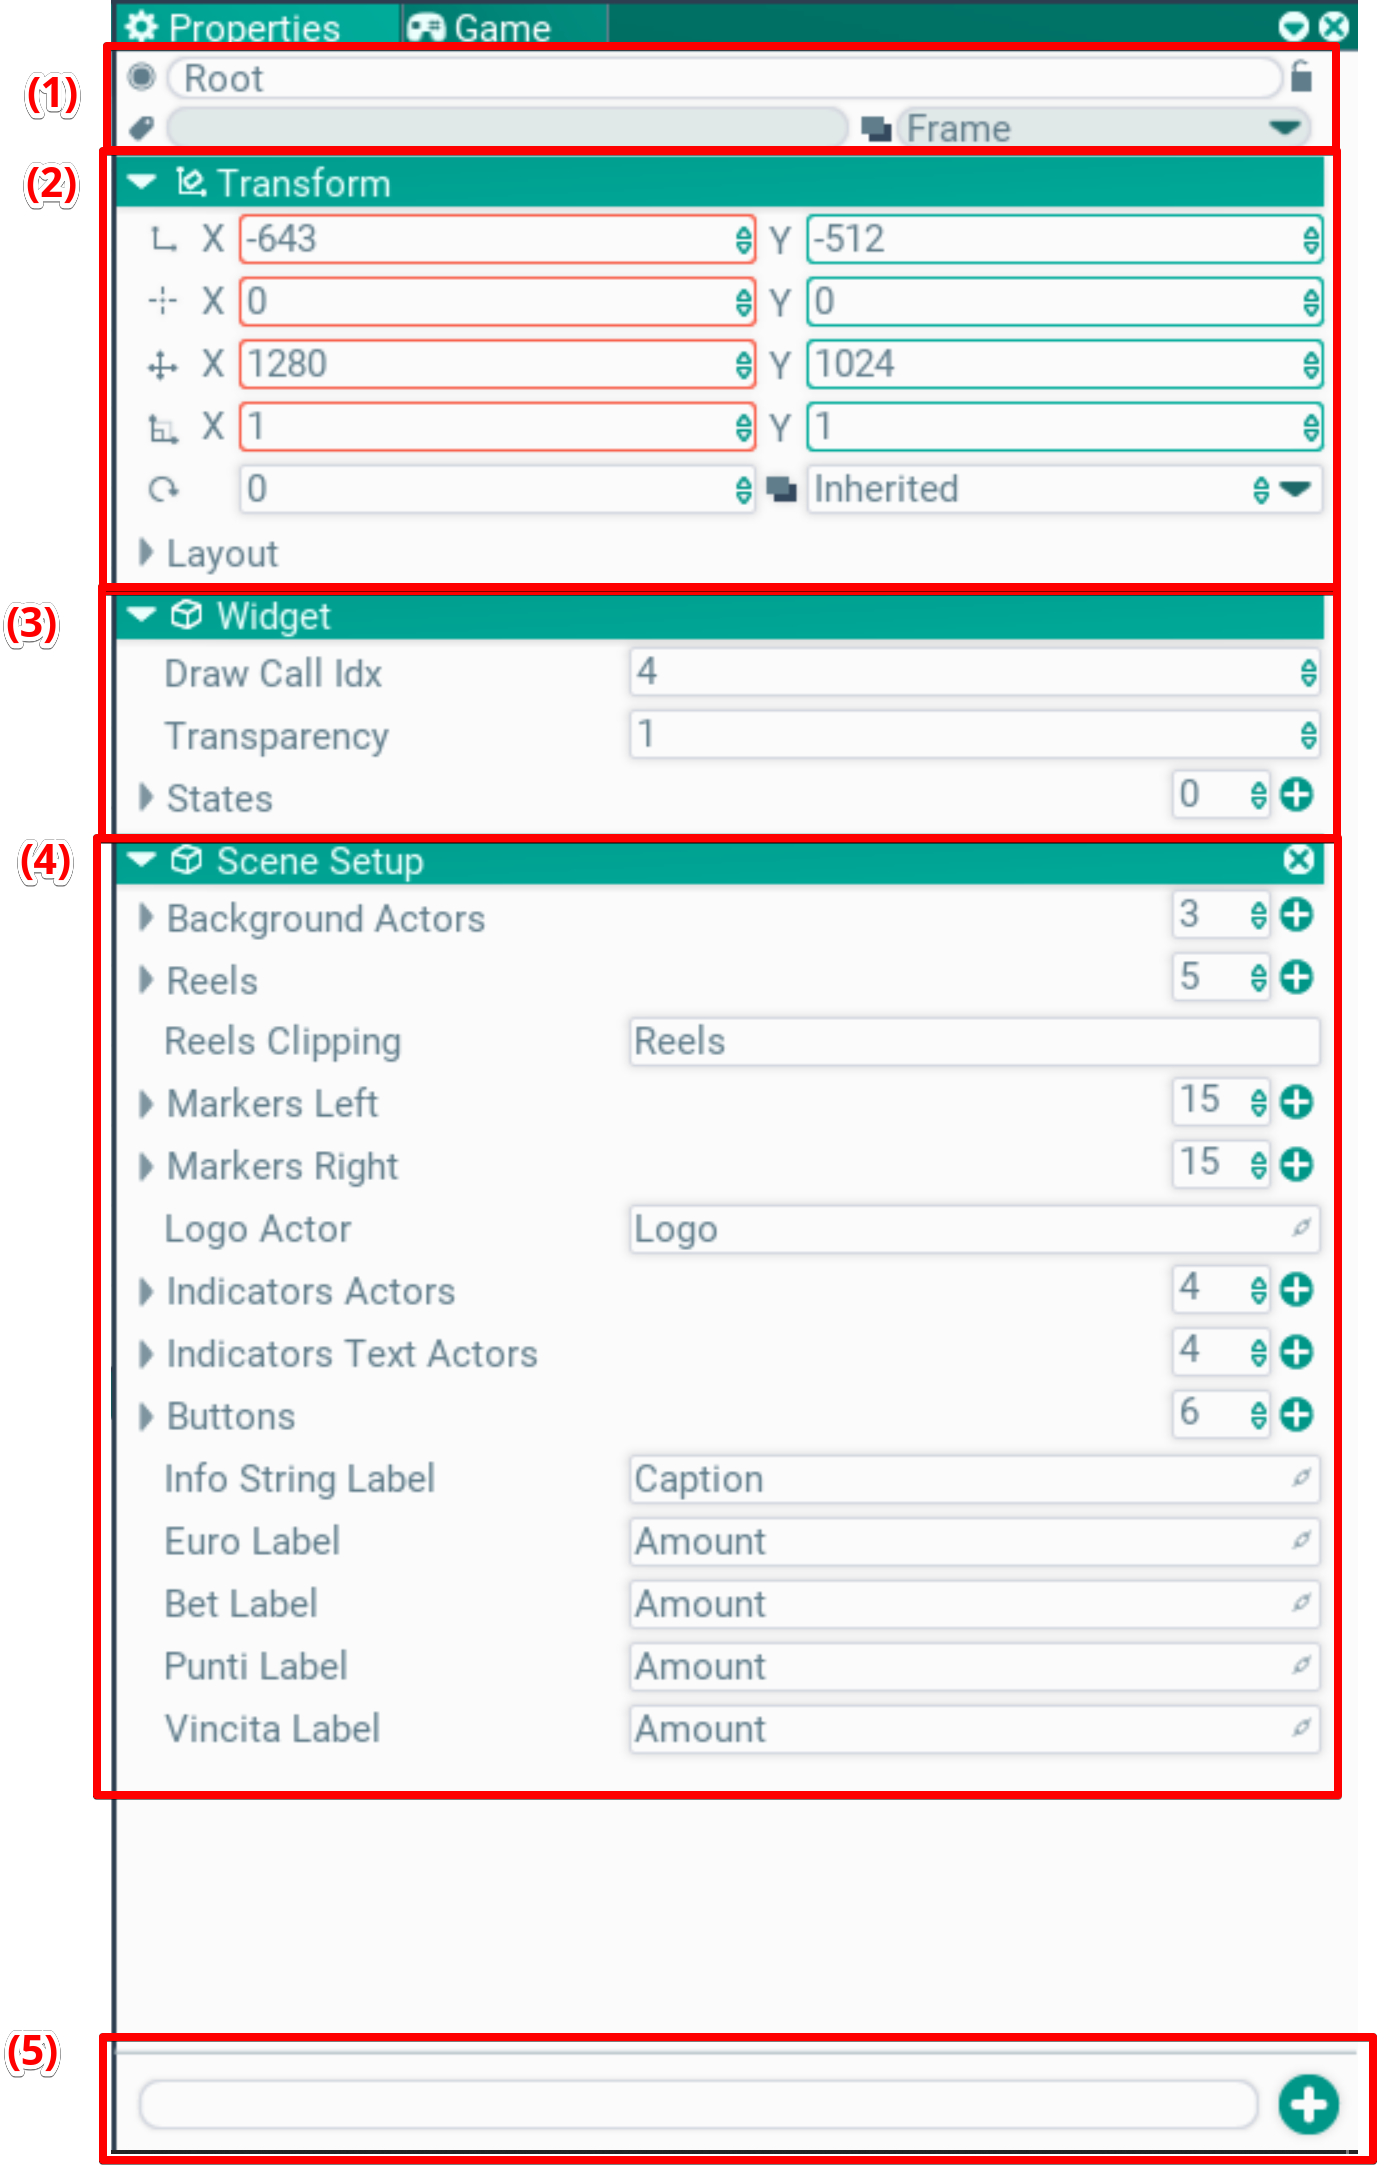 Properties Game
(1) Root
Frame
(2) Transform
X -643 Y -512
X 0 Y 0
X 1280 Y 1024
X 1 Y 1
0 Inherited
Layout
(3) Widget
Draw Call Idx 4
Transparency 1
States 0
(4) Scene Setup
Background Actors 3
Reels 5
Reels Clipping Reels
Markers Left 15
Markers Right 15
Logo Actor Logo
Indicators Actors 4
Indicators Text Actors 4
Buttons 6
Info String Label Caption
Euro Label Amount
Bet Label Amount
Punti Label Amount
Vincita Label Amount
(5)